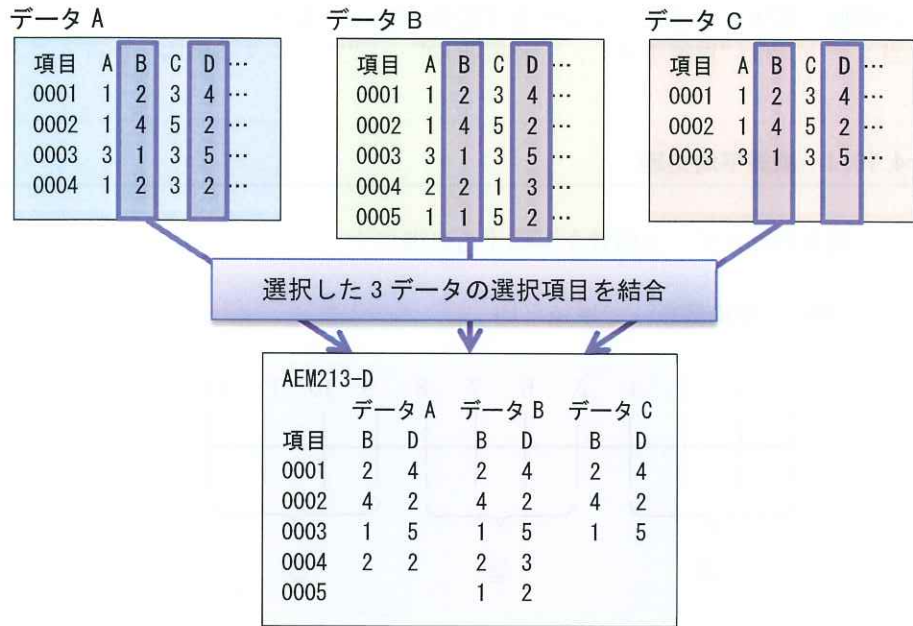 データ A
項目 A B C D …
0001 1 2 3 4 …
0002 1 4 5 2 …
0003 3 1 3 5 …
0004 1 2 3 2 …
データ B
項目 A B C D …
0001 1 2 3 4 …
0002 1 4 5 2 …
0003 3 1 3 5 …
0004 2 2 1 3 …
0005 1 1 5 2 …
データ C
項目 A B C D …
0001 1 2 3 4 …
0002 1 4 5 2 …
0003 3 1 3 5 …
選択した 3 データの選択項目を結合
AEM213-D
データ A データ B データ C
項目 B D B D B D
0001 2 4 2 4 2 4
0002 4 2 4 2 4 2
0003 1 5 1 5 1 5
0004 2 2 2 3
0005 1 2